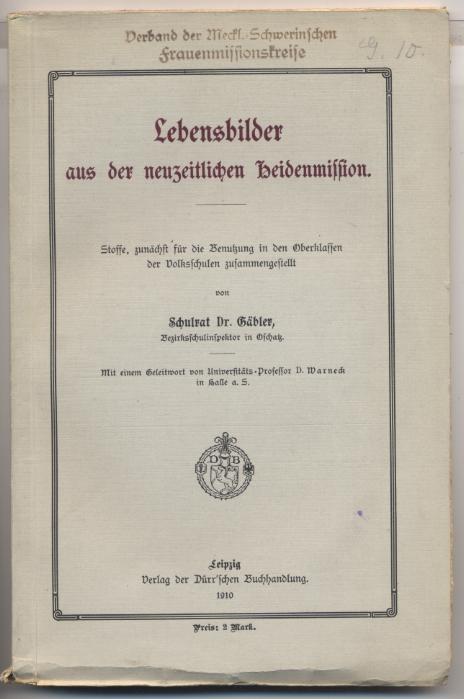 Verband der Meckl.-Schwerinschen
Frauenmissionskreise
Lebensbilder
aus der neuzeitlichen Heidenmission.
Stoffe, zunächst für die Benutzung in den Oberklassen
der Volksschulen zusammengestellt
von
Schulrat Dr. Gäbler,
Bezirksschulinspektor in Oschatz.
Mit einem Geleitwort von Universitäts-Professor D. Warneck
in Halle a. S.
D B
Leipzig
Verlag der Dürr'schen Buchhandlung.
1910
Preis: 2 Mark.